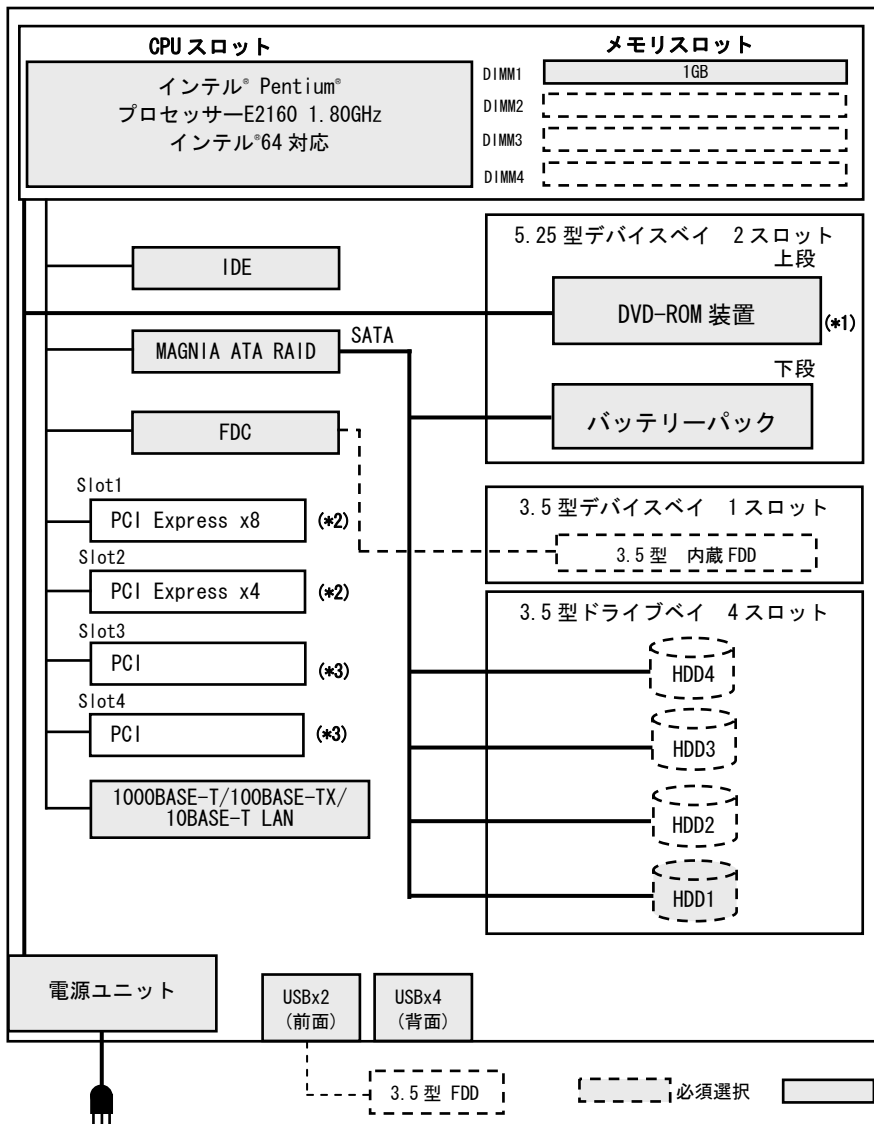 CPUスロット
インテル® Pentium®
プロセッサーE2160 1.80GHz
インテル®64 対応
メモリスロット
DIMM1
1GB
DIMM2
DIMM3
DIMM4
IDE
MAGNIA ATA RAID
SATA
FDC
Slot1
PCI Express x8
(*2)
Slot2
PCI Express x4
(*2)
Slot3
PCI
(*3)
Slot4
PCI
(*3)
1000BASE-T/100BASE-TX/
10BASE-T LAN
5.25 型デバイスベイ 2スロット
上段
DVD-ROM 装置
(*1)
下段
バッテリーパック
3.5 型デバイスベイ 1スロット
3.5 型 内蔵 FDD
3.5 型ドライブベイ 4スロット
HDD4
HDD3
HDD2
HDD1
電源ユニット
USBx2
(前面)
USBx4
(背面)
3.5 型 FDD
必須選択